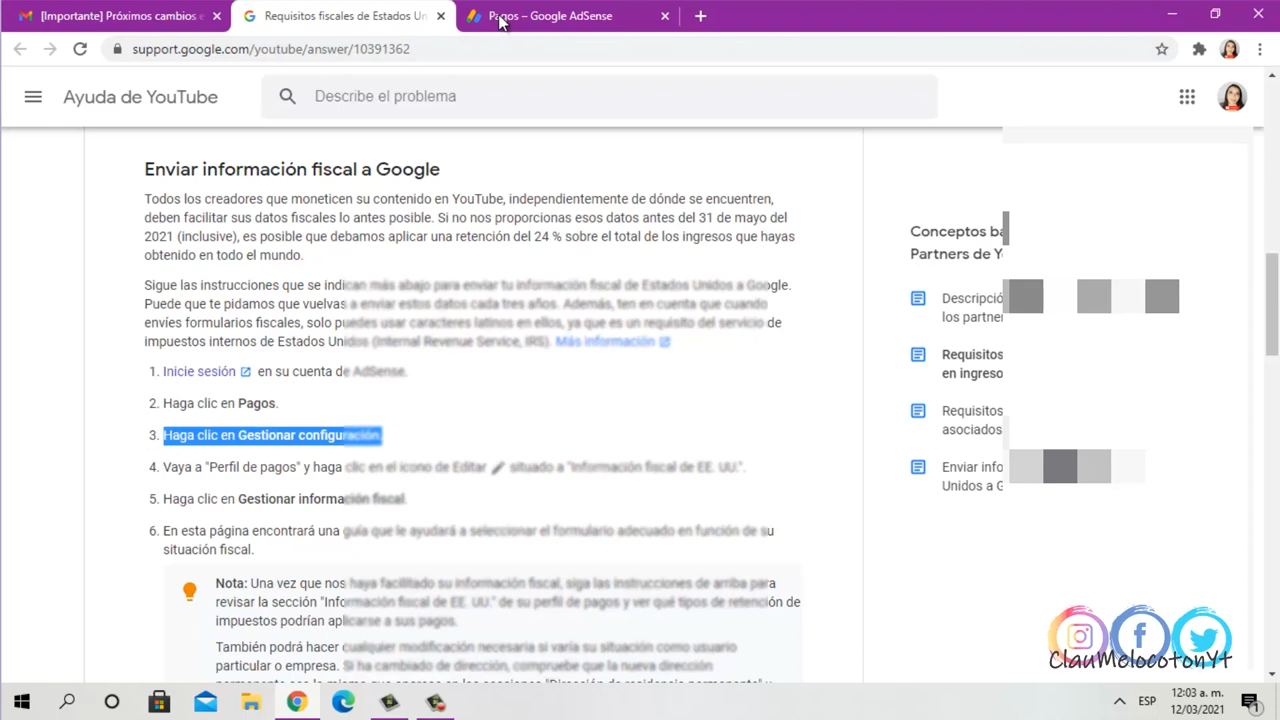 [Importante] Próximos cambios e
Requisitos fiscales de Estados Un
Pagos – Google AdSense
support.google.com/youtube/answer/10391362
Ayuda de YouTube
Describe el problema
Enviar información fiscal a Google
Todos los creadores que moneticen su contenido en YouTube, independientemente de dónde se encuentren,
deben facilitar sus datos fiscales lo antes posible. Si no nos proporcionas esos datos antes del 31 de mayo del
2021 (inclusive), es posible que debamos aplicar una retención del 24 % sobre el total de los ingresos que hayas
obtenido en todo el mundo.
Sigue las instrucciones que se indican más abajo para enviar tu información fiscal de Estados Unidos a Google.
Puede que te pidamos que vuelvas a enviar estos datos cada tres años. Además, ten en cuenta que cuando
envíes formularios fiscales, solo puedes usar caracteres latinos en ellos, ya que es un requisito del servicio de
impuestos internos de Estados Unidos (Internal Revenue Service, IRS). Más información
1. Inicie sesión en su cuenta de AdSense.
2. Haga clic en Pagos.
3. Haga clic en Gestionar configuración.
4. Vaya a "Perfil de pagos" y haga clic en el icono de Editar situado a "Información fiscal de EE. UU.".
5. Haga clic en Gestionar información fiscal.
6. En esta página encontrará una guía que le ayudará a seleccionar el formulario adecuado en función de su
situación fiscal.
Nota: Una vez que nos haya facilitado su información fiscal, siga las instrucciones de arriba para
revisar la sección "Información fiscal de EE. UU." de su perfil de pagos y ver qué tipos de retención de
impuestos podrían aplicarse a sus pagos.
También podrá hacer cualquier modificación necesaria si varía su situación como usuario
particular o empresa. Si ha cambiado de dirección, compruebe que la nueva dirección
Conceptos ba
Partners de Y
Descripció
los partner
Requisitos
en ingreso
Requisitos
asociados
Enviar info
Unidos a G
ClauMelocotonYt
ESP
12:03 a. m.
12/03/2021
1